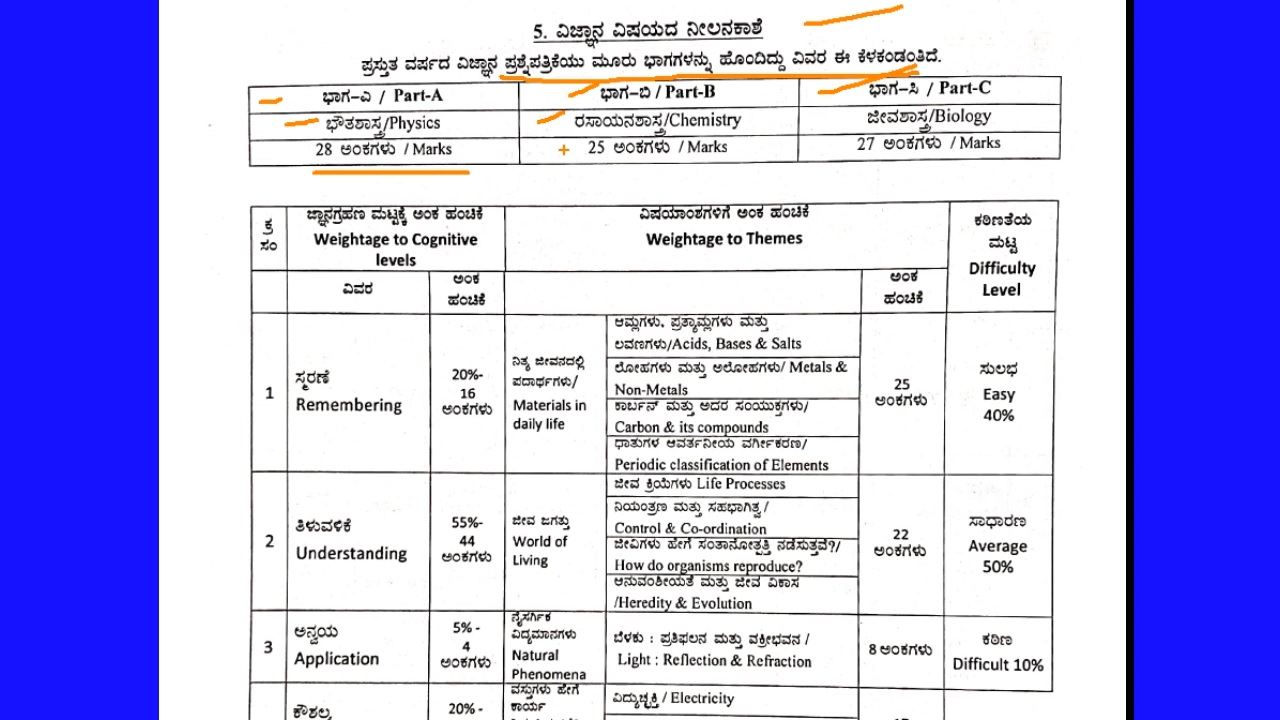 5. ವಿಜ್ಞಾನ ವಿಷಯದ ನೀಲನಕಾಶೆ
ಪ್ರಸ್ತುತ ವರ್ಷದ ವಿಜ್ಞಾನ ಪ್ರಶ್ನೆಪತ್ರಿಕೆಯು ಮೂರು ಭಾಗಗಳನ್ನು ಹೊಂದಿದ್ದು ವಿವರ ಈ ಕೆಳಕಂಡಂತಿದೆ.
ಭಾಗ-ಎ / Part-A
ಭಾಗ-ಬಿ / Part-B
ಭಾಗ-ಸಿ / Part-C
ಭೌತಶಾಸ್ತ್ರ/Physics
ರಸಾಯನಶಾಸ್ತ್ರ/Chemistry
ಜೀವಶಾಸ್ತ್ರ/Biology
28 ಅಂಕಗಳು / Marks
+ 25 ಅಂಕಗಳು / Marks
27 ಅಂಕಗಳು / Marks
ಕ್ರ
ಸಂ
ಜ್ಞಾನಗ್ರಹಣ ಮಟ್ಟಕ್ಕೆ ಅಂಕ ಹಂಚಿಕೆ
Weightage to Cognitive
levels
ವಿಷಯಾಂಶಗಳಿಗೆ ಅಂಕ ಹಂಚಿಕೆ
Weightage to Themes
ಕಠಿಣತೆಯ
ಮಟ್ಟ
Difficulty
Level
ವಿವರ
ಅಂಕ
ಹಂಚಿಕೆ
ಅಂಕ
ಹಂಚಿಕೆ
1
ಸ್ಮರಣೆ
Remembering
20%-
16
ಅಂಕಗಳು
ನಿತ್ಯ ಜೀವನದಲ್ಲಿ
ಪದಾರ್ಥಗಳು/
Materials in
daily life
ಆಮ್ಲಗಳು, ಪ್ರತ್ಯಾಮ್ಲಗಳು ಮತ್ತು
ಲವಣಗಳು/Acids, Bases & Salts
ಲೋಹಗಳು ಮತ್ತು ಅಲೋಹಗಳು/ Metals &
Non-Metals
ಕಾರ್ಬನ್ ಮತ್ತು ಅದರ ಸಂಯುಕ್ತಗಳು/
Carbon & its compounds
ಧಾತುಗಳ ಆವರ್ತನೀಯ ವರ್ಗೀಕರಣ/
Periodic classification of Elements
25
ಅಂಕಗಳು
ಸುಲಭ
Easy
40%
2
ತಿಳುವಳಿಕೆ
Understanding
55%-
44
ಅಂಕಗಳು
ಜೀವ ಜಗತ್ತು
World of
Living
ಜೀವ ಕ್ರಿಯೆಗಳು Life Processes
ನಿಯಂತ್ರಣ ಮತ್ತು ಸಹಭಾಗಿತ್ವ /
Control & Co-ordination
ಜೀವಿಗಳು ಹೇಗೆ ಸಂತಾನೋತ್ಪತ್ತಿ ನಡೆಸುತ್ತವೆ?/
How do organisms reproduce?
ಆನುವಂಶೀಯತೆ ಮತ್ತು ಜೀವ ವಿಕಾಸ
/Heredity & Evolution
22
ಅಂಕಗಳು
ಸಾಧಾರಣ
Average
50%
3
ಅನ್ವಯ
Application
5% -
4
ಅಂಕಗಳು
ನೈಸರ್ಗಿಕ
ವಿದ್ಯಮಾನಗಳು
Natural
Phenomena
ಬೆಳಕು : ಪ್ರತಿಫಲನ ಮತ್ತು ವಕ್ರೀಭವನ /
Light : Reflection & Refraction
8 ಅಂಕಗಳು
ಕಠಿಣ
Difficult 10%
ಕೌಶಲ್ಯ
20% -
ವಸ್ತುಗಳು ಹೇಗೆ
ಕಾರ್ಯ
ವಿದ್ಯುಚ್ಛಕ್ತಿ / Electricity